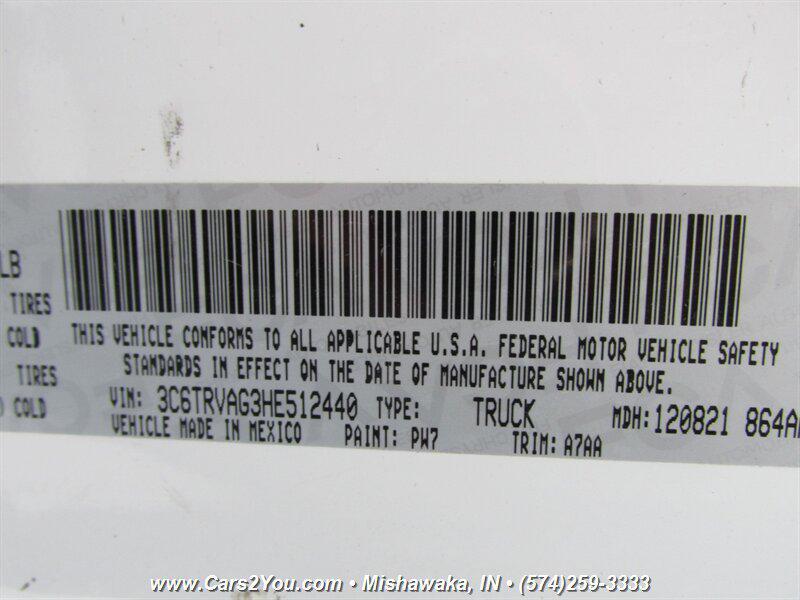 LB
TIRES
COLD
TIRES
COLD
THIS VEHICLE CONFORMS TO ALL APPLICABLE U.S.A. FEDERAL MOTOR VEHICLE SAFETY
STANDARDS IN EFFECT ON THE DATE OF MANUFACTURE SHOWN ABOVE.
VIN: 3C6TRVAG3HE512440 TYPE: TRUCK MDH:120821 864A
VEHICLE MADE IN MEXICO PAINT: PW7 TRIM: A7AA
www.Cars2You.com • Mishawaka, IN • (574)259-3333